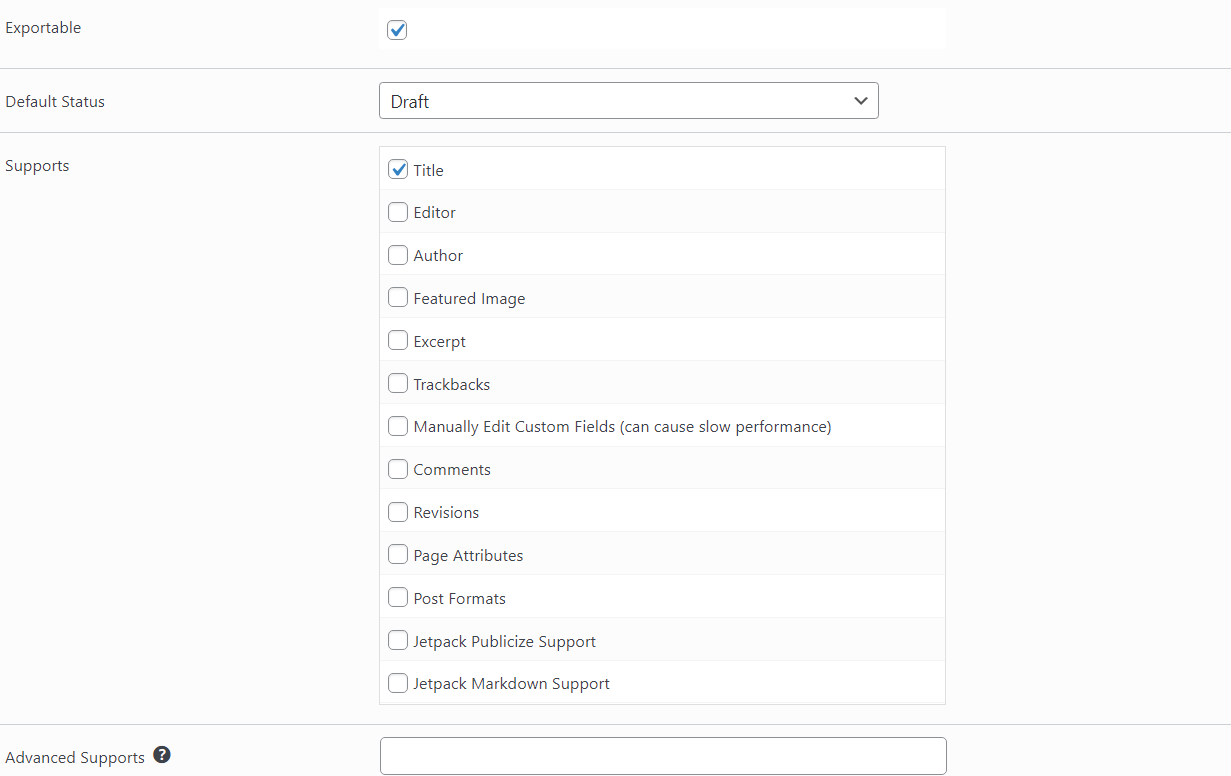 Exportable
Default Status
Draft
Supports
Title
Editor
Author
Featured Image
Excerpt
Trackbacks
Manually Edit Custom Fields (can cause slow performance)
Comments
Revisions
Page Attributes
Post Formats
Jetpack Publicize Support
Jetpack Markdown Support
Advanced Supports ?